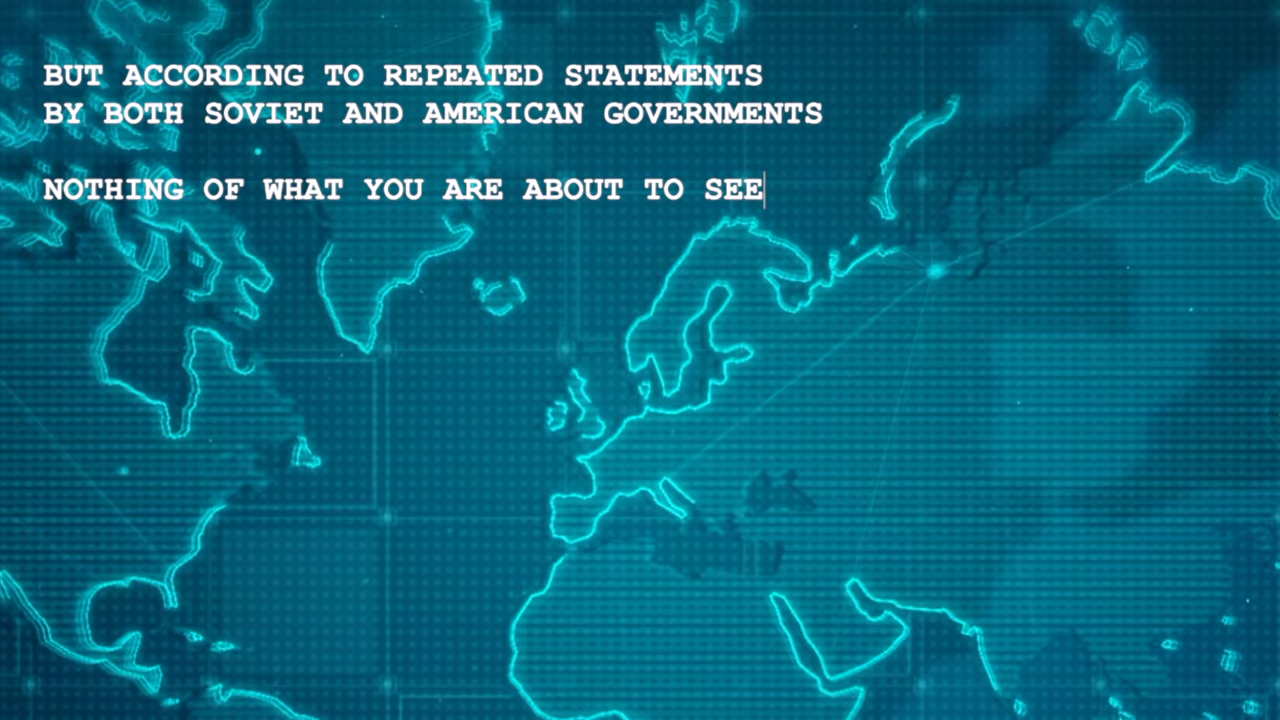 BUT ACCORDING TO REPEATED STATEMENTS
BY BOTH SOVIET AND AMERICAN GOVERNMENTS
NOTHING OF WHAT YOU ARE ABOUT TO SEE